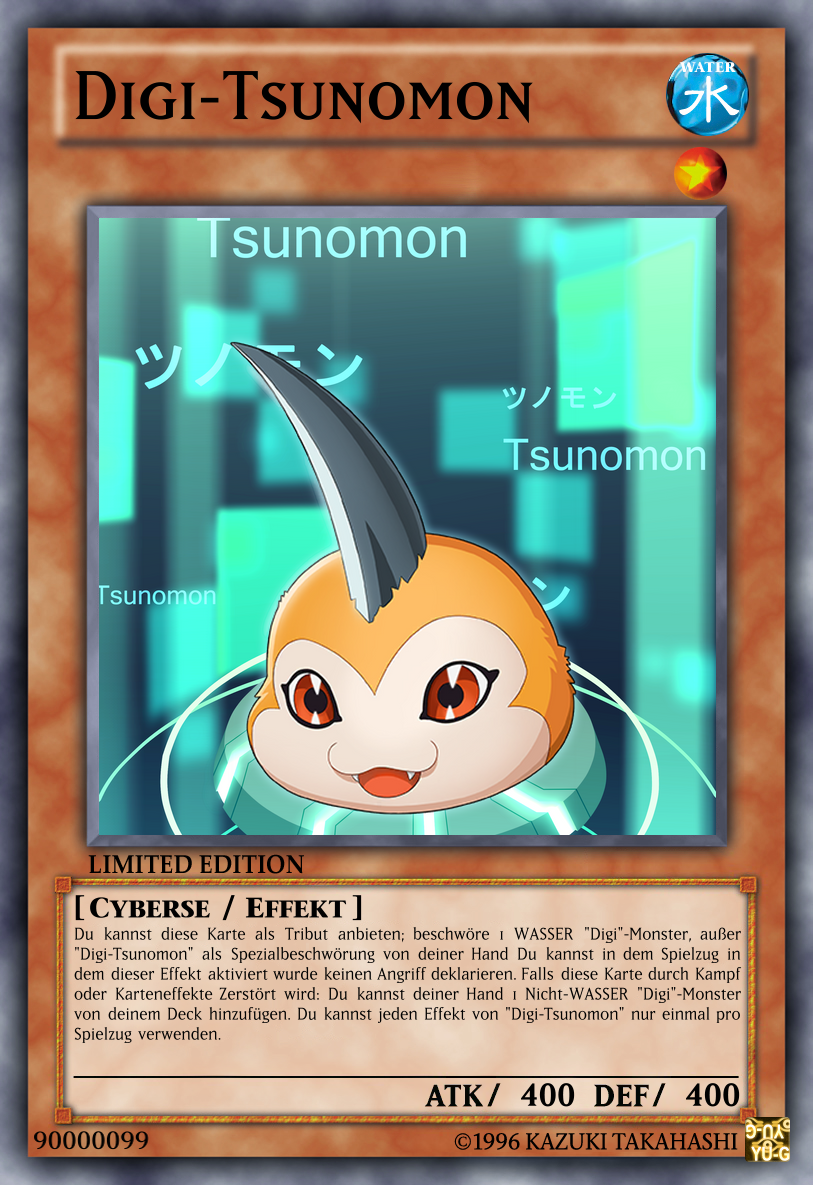 Digi-Tsunomon
WATER
水
Tsunomon
ツノモン
ツノモン
Tsunomon
Tsunomon
ン
LIMITED EDITION
[ Cyberse / Effekt ]
Du kannst diese Karte als Tribut anbieten; beschwöre 1 WASSER "Digi"-Monster, außer
"Digi-Tsunomon" als Spezialbeschwörung von deiner Hand Du kannst in dem Spielzug in
dem dieser Effekt aktiviert wurde keinen Angriff deklarieren. Falls diese Karte durch Kampf
oder Karteneffekte Zerstört wird: Du kannst deiner Hand 1 Nicht-WASSER "Digi"-Monster
von deinem Deck hinzufügen. Du kannst jeden Effekt von "Digi-Tsunomon" nur einmal pro
Spielzug verwenden.
ATK/ 400 DEF/ 400
90000099
©1996 KAZUKI TAKAHASHI